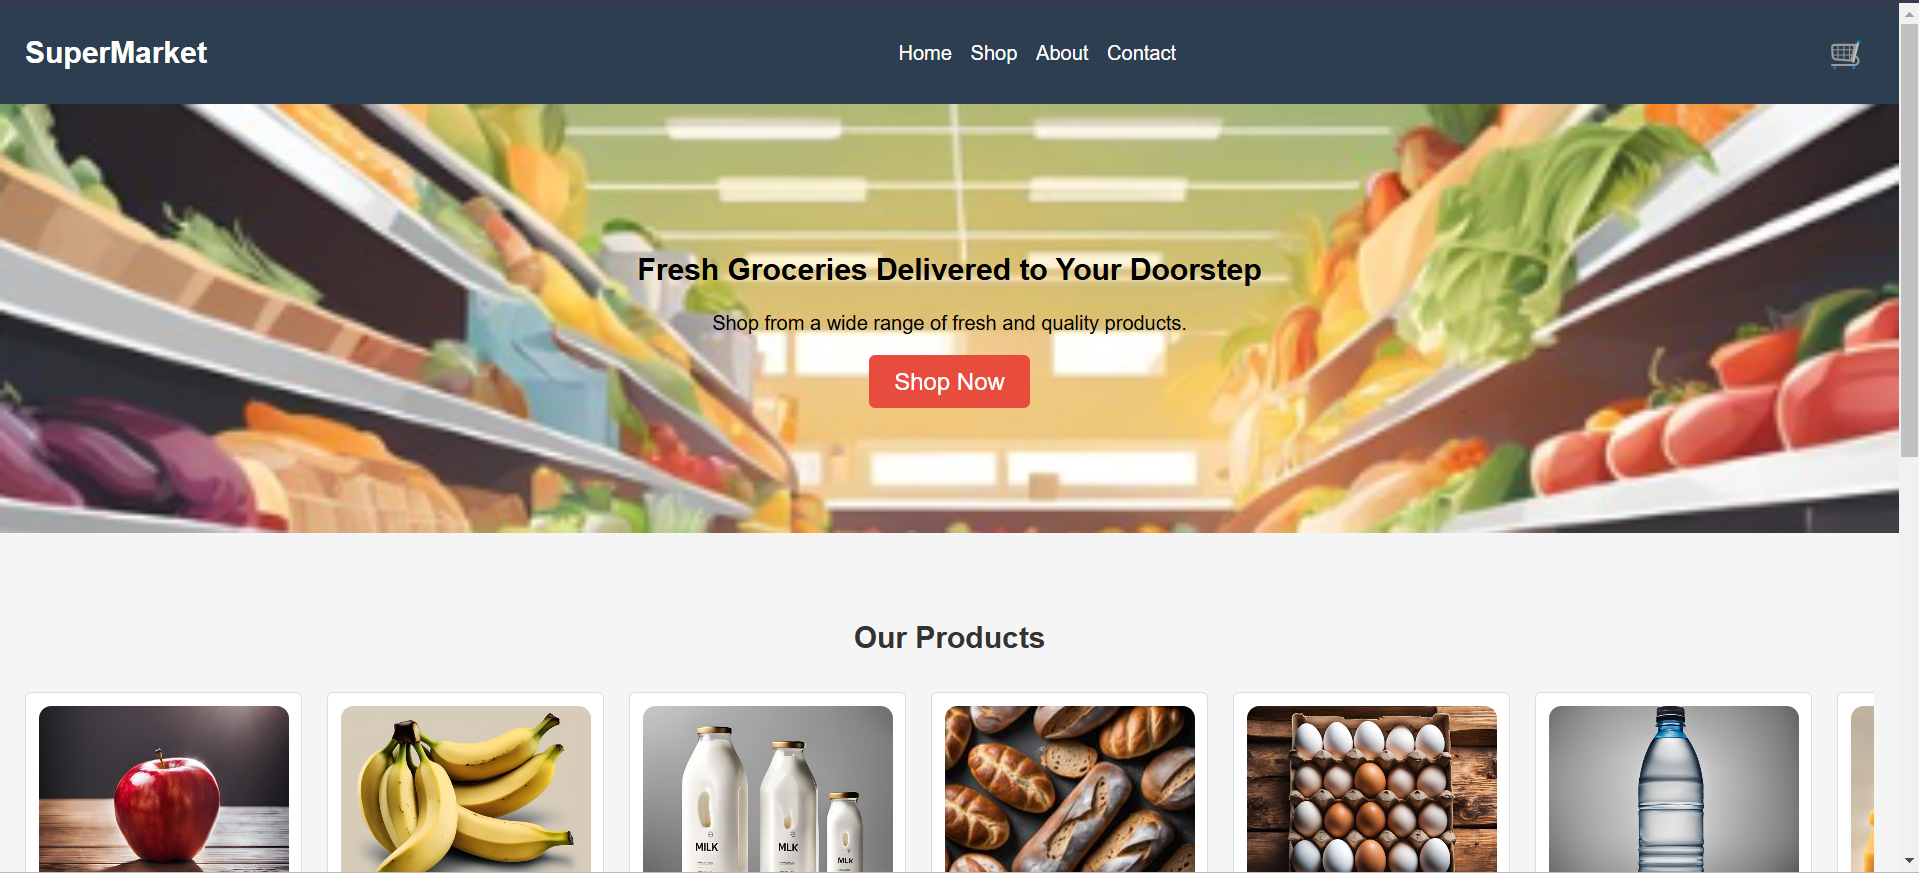 SuperMarket
Home Shop About Contact
Fresh Groceries Delivered to Your Doorstep
Shop from a wide range of fresh and quality products.
Shop Now
Our Products
MILK
MLK
MLK